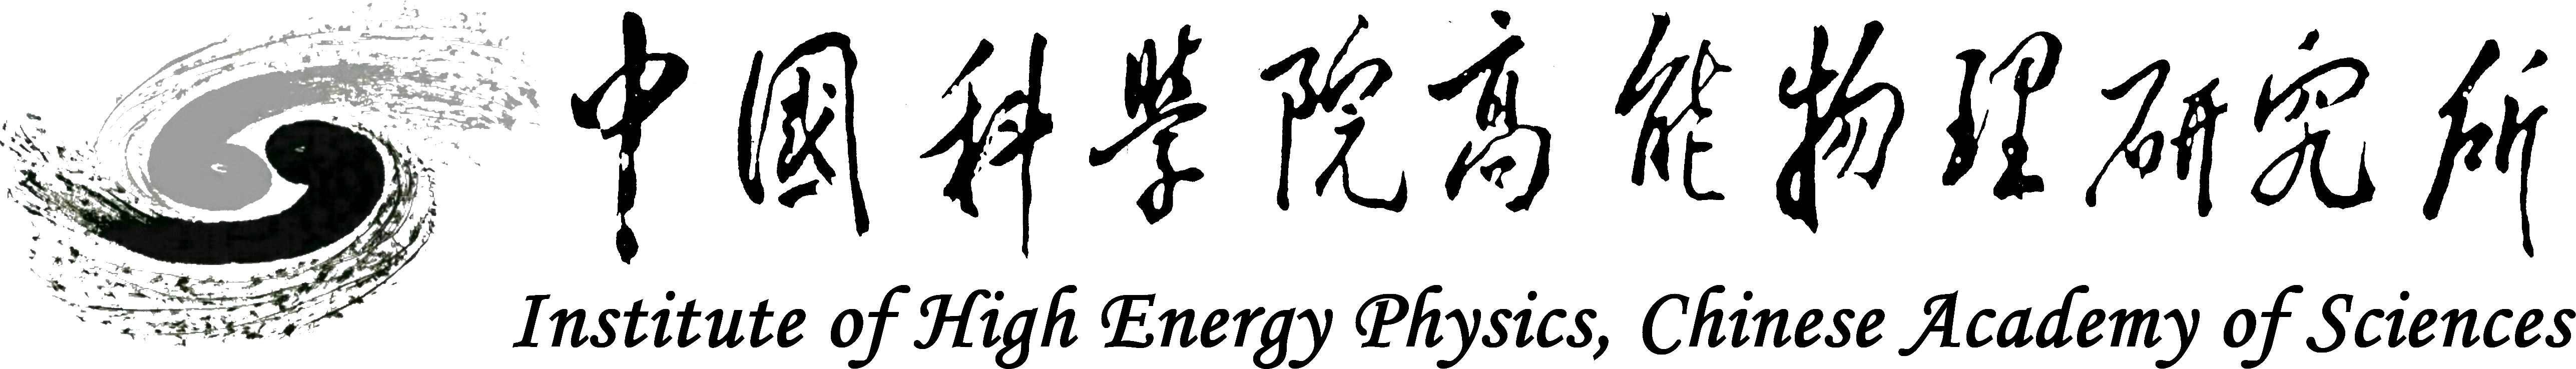 中國科學院高能物理研究所
Institute of High Energy Physics, Chinese Academy of Sciences